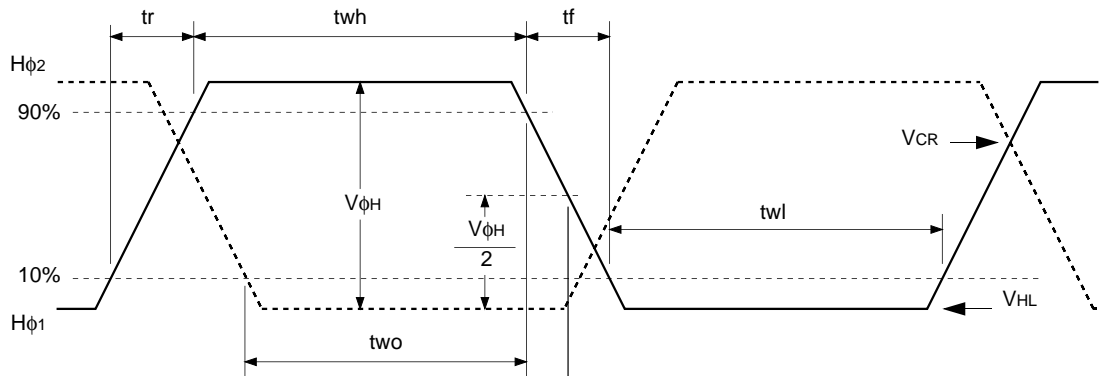 tr twh tf
Hϕ2
90%
VCR
VϕH
VϕH
2
twl
10%
VHL
Hϕ1
two